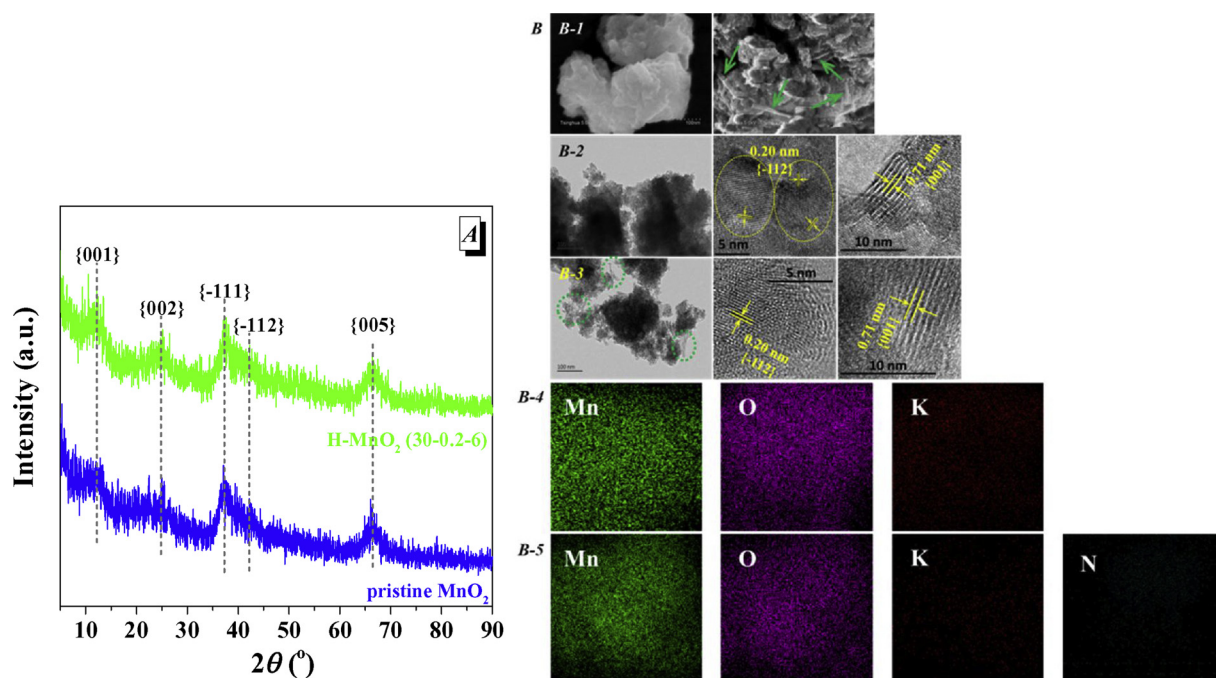 A
{001}
{002}
{-111}
{-112}
{005}
H-MnO2 (30-0.2-6)
pristine MnO2
Intensity (a.u.)
10 20 30 40 50 60 70 80 90
2θ (°)
B
B-1
B-2
0.20 nm
{-112}
5 nm
0.71 nm
{001}
10 nm
B-3
100 nm
5 nm
0.20 nm
{-112}
0.71 nm
{001}
10 nm
B-4
Mn
O
K
B-5
Mn
O
K
N